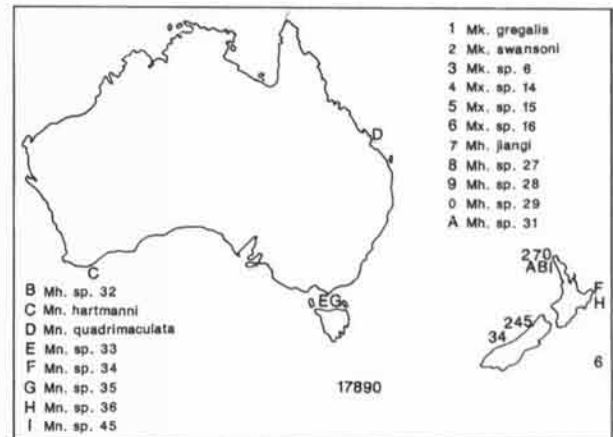 1 Mk. gregalis
2 Mk. swansoni
3 Mk. sp. 6
4 Mx. sp. 14
5 Mx. sp. 15
6 Mx. sp. 16
7 Mh. jiangi
8 Mh. sp. 27
9 Mh. sp. 28
0 Mh. sp. 29
A Mh. sp. 31
D
C
EG
270
ABI
F
H
245
34
6
17890
B Mh. sp. 32
C Mn. hartmanni
D Mn. quadrimaculata
E Mn. sp. 33
F Mn. sp. 34
G Mn. sp. 35
H Mn. sp. 36
I Mn. sp. 45